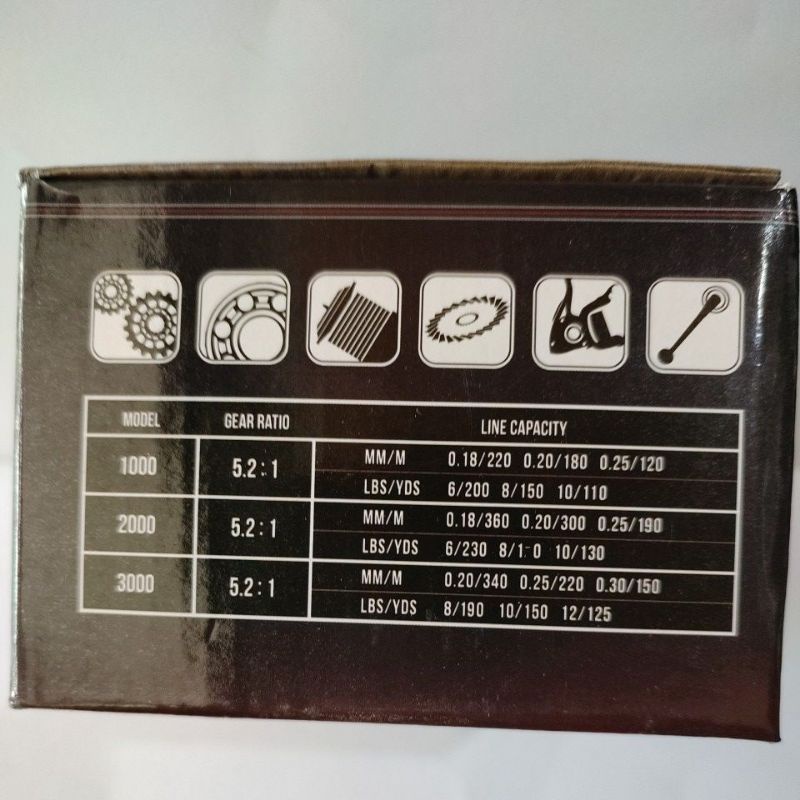 MODEL GEAR RATIO LINE CAPACITY
1000 5.2:1 MM/M 0.18/220 0.20/180 0.25/120
LBS/YDS 6/200 8/150 10/110
2000 5.2:1 MM/M 0.18/360 0.20/300 0.25/190
LBS/YDS 6/230 10/130
3000 5.2:1 MM/M 0.20/340 0.25/220 0.30/150
LBS/YDS 8/190 10/150 12/125